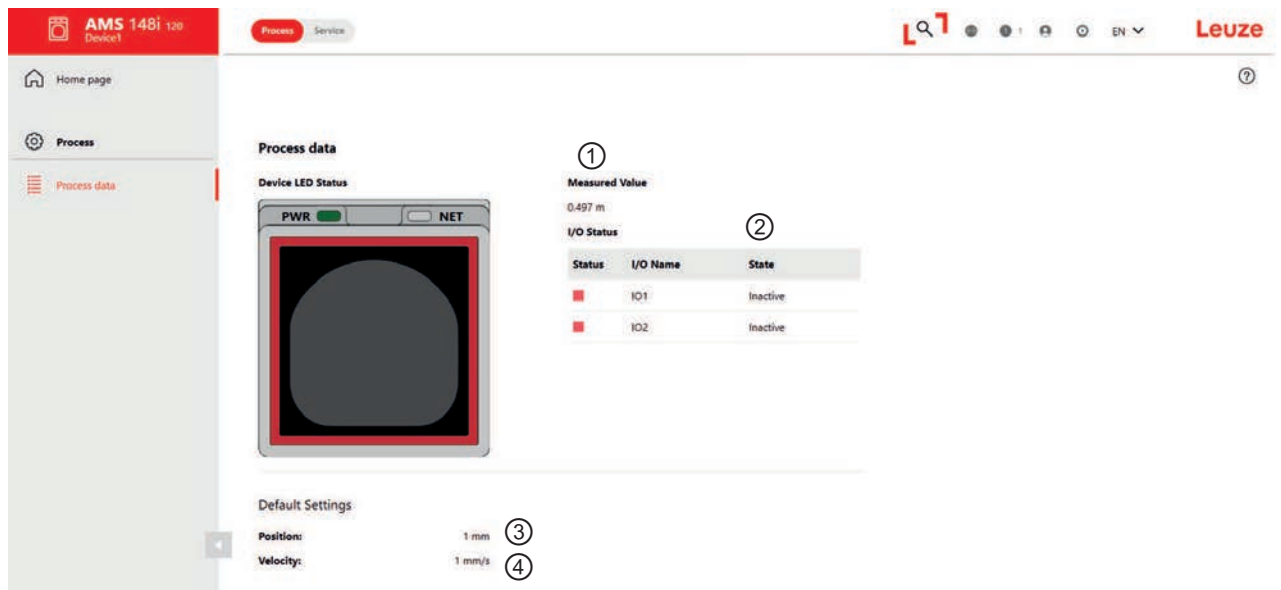 AMS 148i 120
Device1
Process Service
1
EN
Leuze
Home page
?
Process
Process data
Process data
1
Device LED Status
Measured Value
PWR NET
0.497 m
I/O Status
2
Status I/O Name State
IO1 Inactive
IO2 Inactive
Default Settings
Position: 1 mm 3
Velocity: 1 mm/s 4